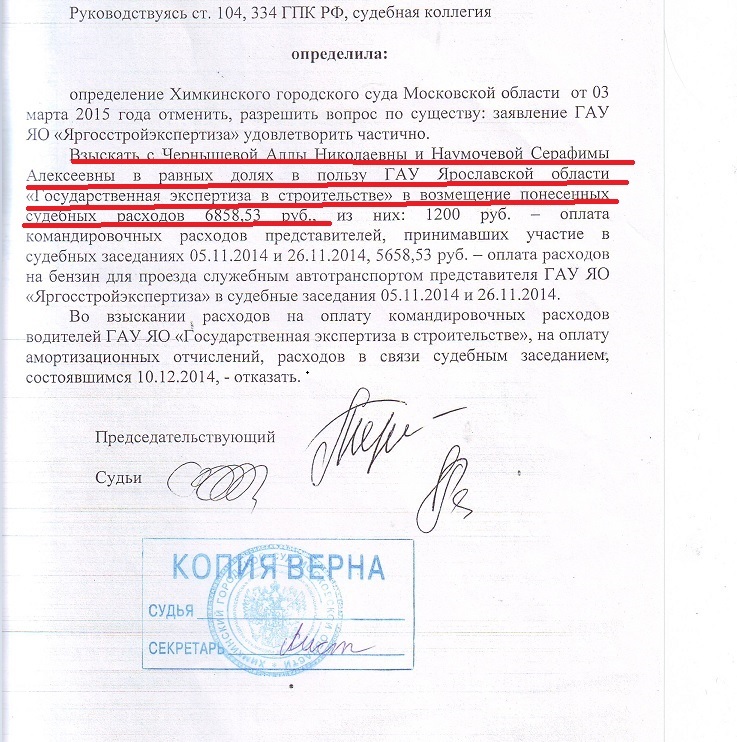 Руководствуясь ст. 104, 334 ГПК РФ, судебная коллегия
определила:
определение Химкинского городского суда Московской области от 03
марта 2015 года отменить, разрешить вопрос по существу: заявление ГАУ
ЯО «Яргосстройэкспертиза» удовлетворить частично.
Взыскать с Чернышевой Аллы Николаевны и Наумочевой Серафимы
Алексеевны в равных долях в пользу ГАУ Ярославской области
«Государственная экспертиза в строительстве» в возмещение понесенных
судебных расходов 6858,53 руб., из них: 1200 руб. – оплата
командировочных расходов представителей, принимавших участие в
судебных заседаниях 05.11.2014 и 26.11.2014, 5658,53 руб. – оплата расходов
на бензин для проезда служебным автотранспортом представителя ГАУ ЯО
«Яргосстройэкспертиза» в судебные заседания 05.11.2014 и 26.11.2014.
Во взыскании расходов на оплату командировочных расходов
водителей ГАУ ЯО «Государственная экспертиза в строительстве», на оплату
амортизационных отчислений, расходов в связи судебным заседанием,
состоявшимся 10.12.2014, - отказать.
Председательствующий
Судьи
КОПИЯ ВЕРНА
СУДЬЯ
СЕКРЕТАРЬ